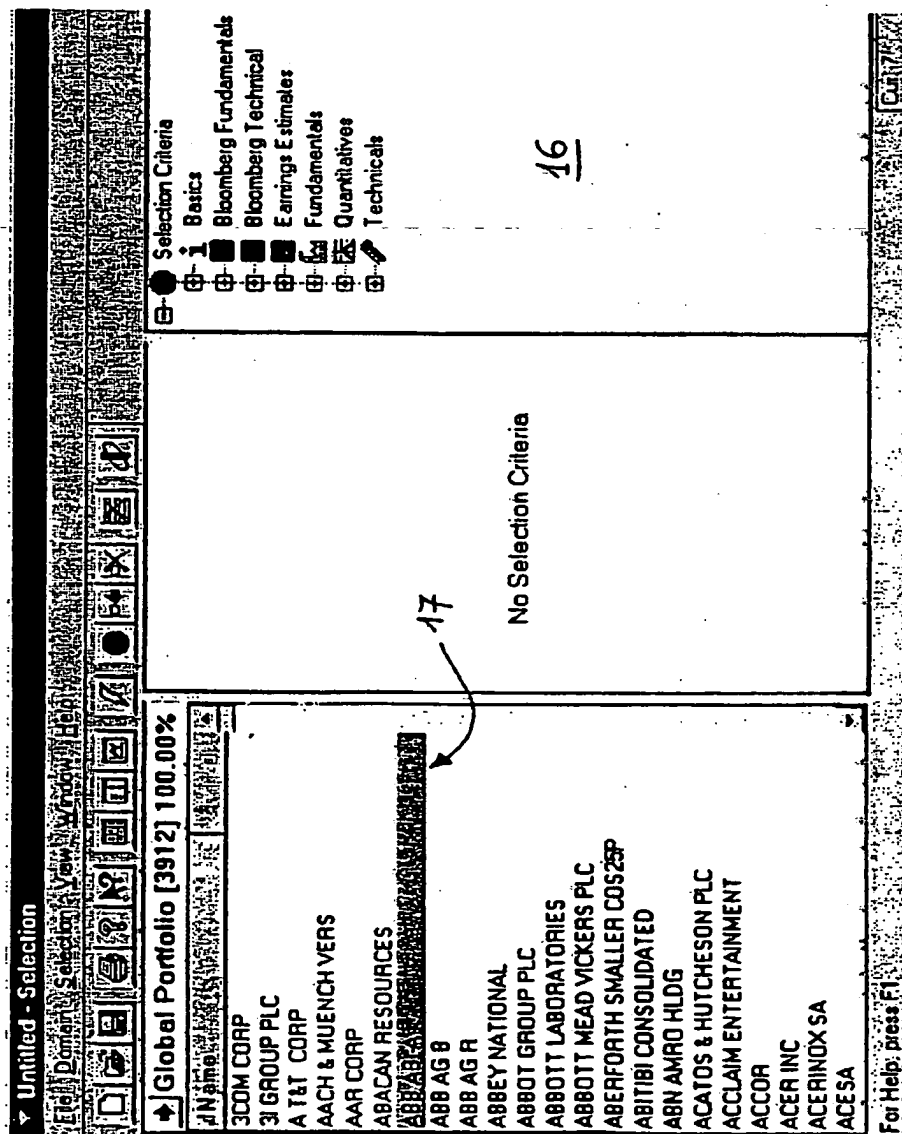 Untitled - Selection
File Domain Selection View Window Help
Global Portfolio [3912] 100.00%
Name
3COM CORP
3I GROUP PLC
A T&T CORP
AACH & MUENCH VERS
AAR CORP
ABACAN RESOURCES
ABB AG B
ABB AG R
ABBEY NATIONAL
ABBOT GROUP PLC
ABBOTT LABORATORIES
ABBOTT MEAD VICKERS PLC
ABERFORTH SMALLER COS25P
ABITIBI CONSOLIDATED
ABN AMRO HLDG
ACATOS & HUTCHESON PLC
ACCLAIM ENTERTAINMENT
ACCOR
ACER INC
ACERINOX SA
ACESA
17
No Selection Criteria
Selection Criteria
Basics
Bloomberg Fundamentals
Bloomberg Technical
Earnings Estimates
Fundamentals
Quantitatives
Technicals
16
For Help, press F1